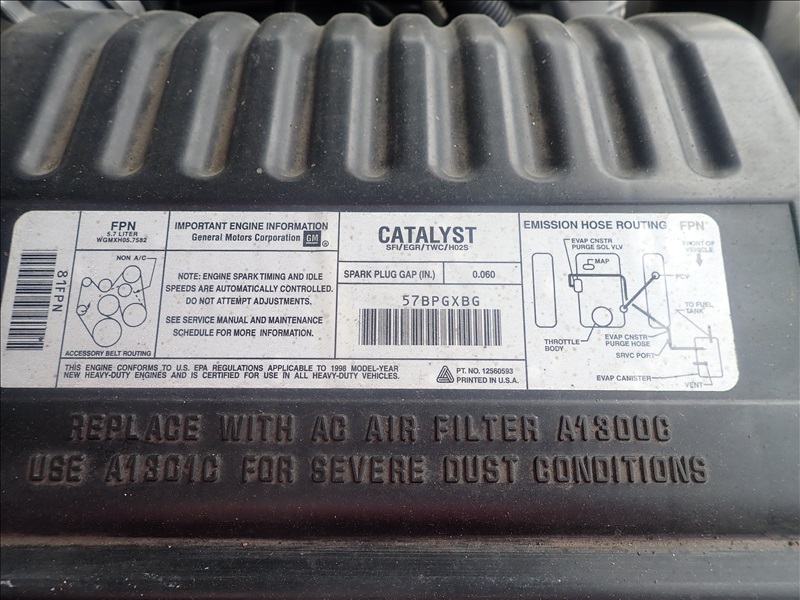 81FPN
FPN
5.7 LITER
WGMXH05.7582
NON A/C
ACCESSORY BELT ROUTING
IMPORTANT ENGINE INFORMATION
General Motors Corporation GM ®
NOTE: ENGINE SPARK TIMING AND IDLE
SPEEDS ARE AUTOMATICALLY CONTROLLED.
DO NOT ATTEMPT ADJUSTMENTS.
SEE SERVICE MANUAL AND MAINTENANCE
SCHEDULE FOR MORE INFORMATION.
CATALYST
SFI/EGR/TWC/HO2S
SPARK PLUG GAP (IN.) 0.060
57BPGXBG
EMISSION HOSE ROUTING FPN
EVAP CNSTR
PURGE SOL VLV
MAP
FRONT OF
VEHICLE
PCV
TO FUEL
TANK
THROTTLE
BODY
EVAP CNSTR
PURGE HOSE
SRVC PORT
EVAP CANISTER
VENT
THIS ENGINE CONFORMS TO U.S. EPA REGULATIONS APPLICABLE TO 1998 MODEL-YEAR
NEW HEAVY-DUTY ENGINES AND IS CERTIFIED FOR USE IN ALL HEAVY-DUTY VEHICLES.
PT. NO. 12560593
PRINTED IN U.S.A.
REPLACE WITH AC AIR FILTER A1300C
USE A1301C FOR SEVERE DUST CONDITIONS